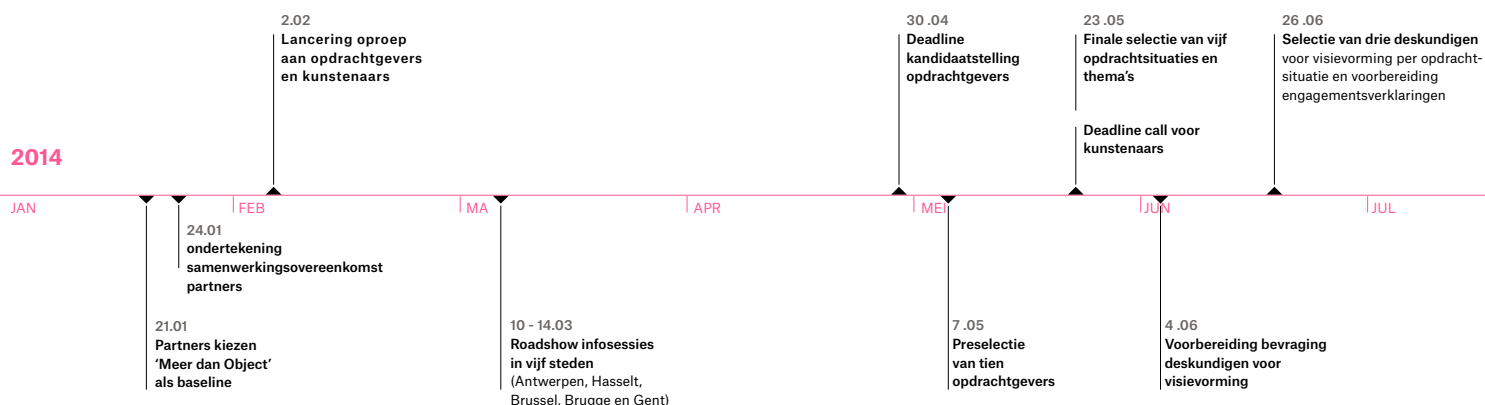 2.02
Lancering oproep
aan opdrachtgevers
en kunstenaars
30 .04
Deadline
kandidaatstelling
opdrachtgevers
23 .05
Finale selectie van vijf
opdrachtsituaties en
thema's
Deadline call voor
kunstenaars
26 .06
Selectie van drie deskundigen
voor visievorming per opdracht-
situatie en voorbereiding
engagementsverklaringen
2014
JAN
FEB
MA
APR
MEI
JUN
JUL
24.01
ondertekening
samenwerkingsovereenkomst
partners
21.01
Partners kiezen
‘Meer dan Object’
als baseline
10 - 14.03
Roadshow infosessies
in vijf steden
(Antwerpen, Hasselt,
Brussel, Brugge en Gent)
7 .05
Preselectie
van tien
opdrachtgevers
4 .06
Voorbereiding bevraging
deskundigen voor
visievorming